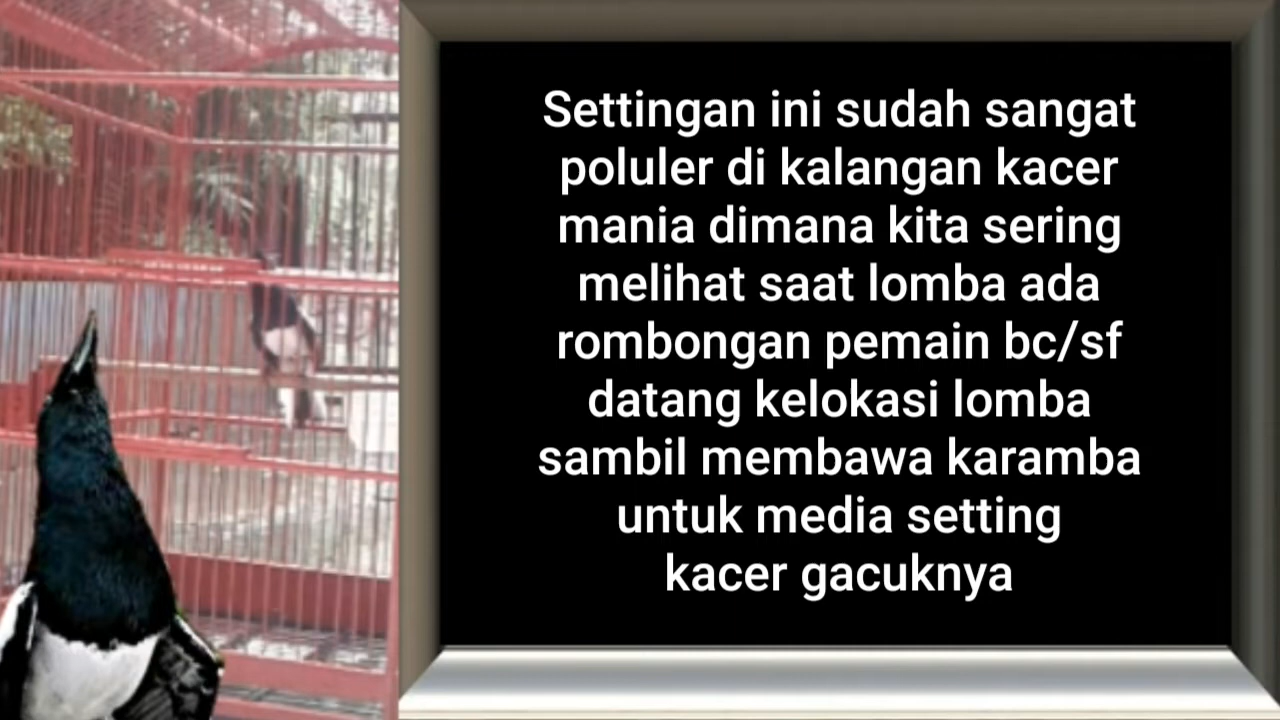 Settingan ini sudah sangat
poluler di kalangan kacer
mania dimana kita sering
melihat saat lomba ada
rombongan pemain bc/sf
datang kelokasi lomba
sambil membawa karamba
untuk media setting
kacer gacuknya